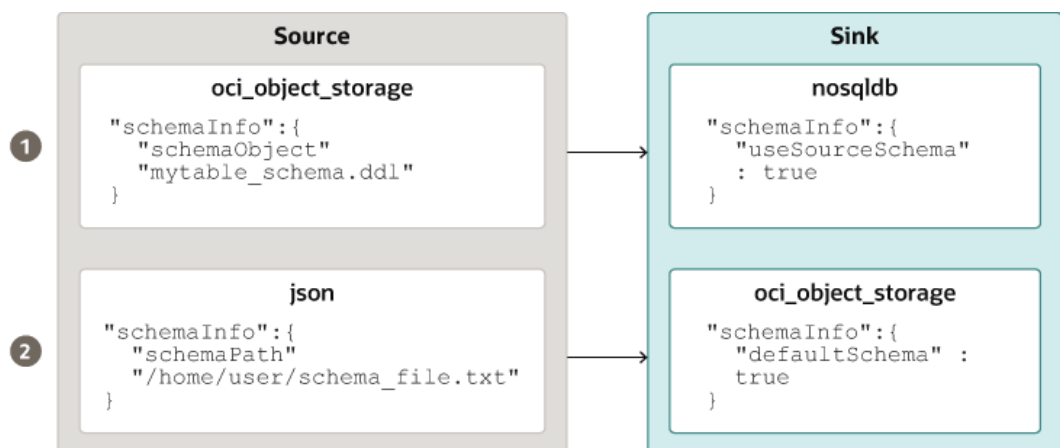 Source
Sink
1
oci_object_storage
"schemaInfo":{
"schemaObject"
"mytable_schema.ddl"
}
nosqldb
"schemaInfo":{
"useSourceSchema"
: true
}
2
json
"schemaInfo":{
"schemaPath"
"/home/user/schema_file.txt"
}
oci_object_storage
"schemaInfo":{
"defaultSchema" :
true
}